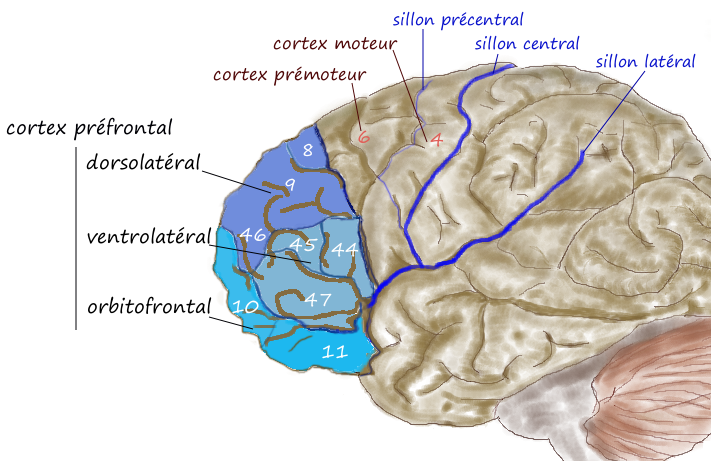 sillon précentral
sillon central
cortex moteur
sillon latéral
cortex prémoteur
cortex préfrontal
dorsolatéral
ventrolatéral
orbitofrontal
6
4
8
9
46
45
44
47
10
11